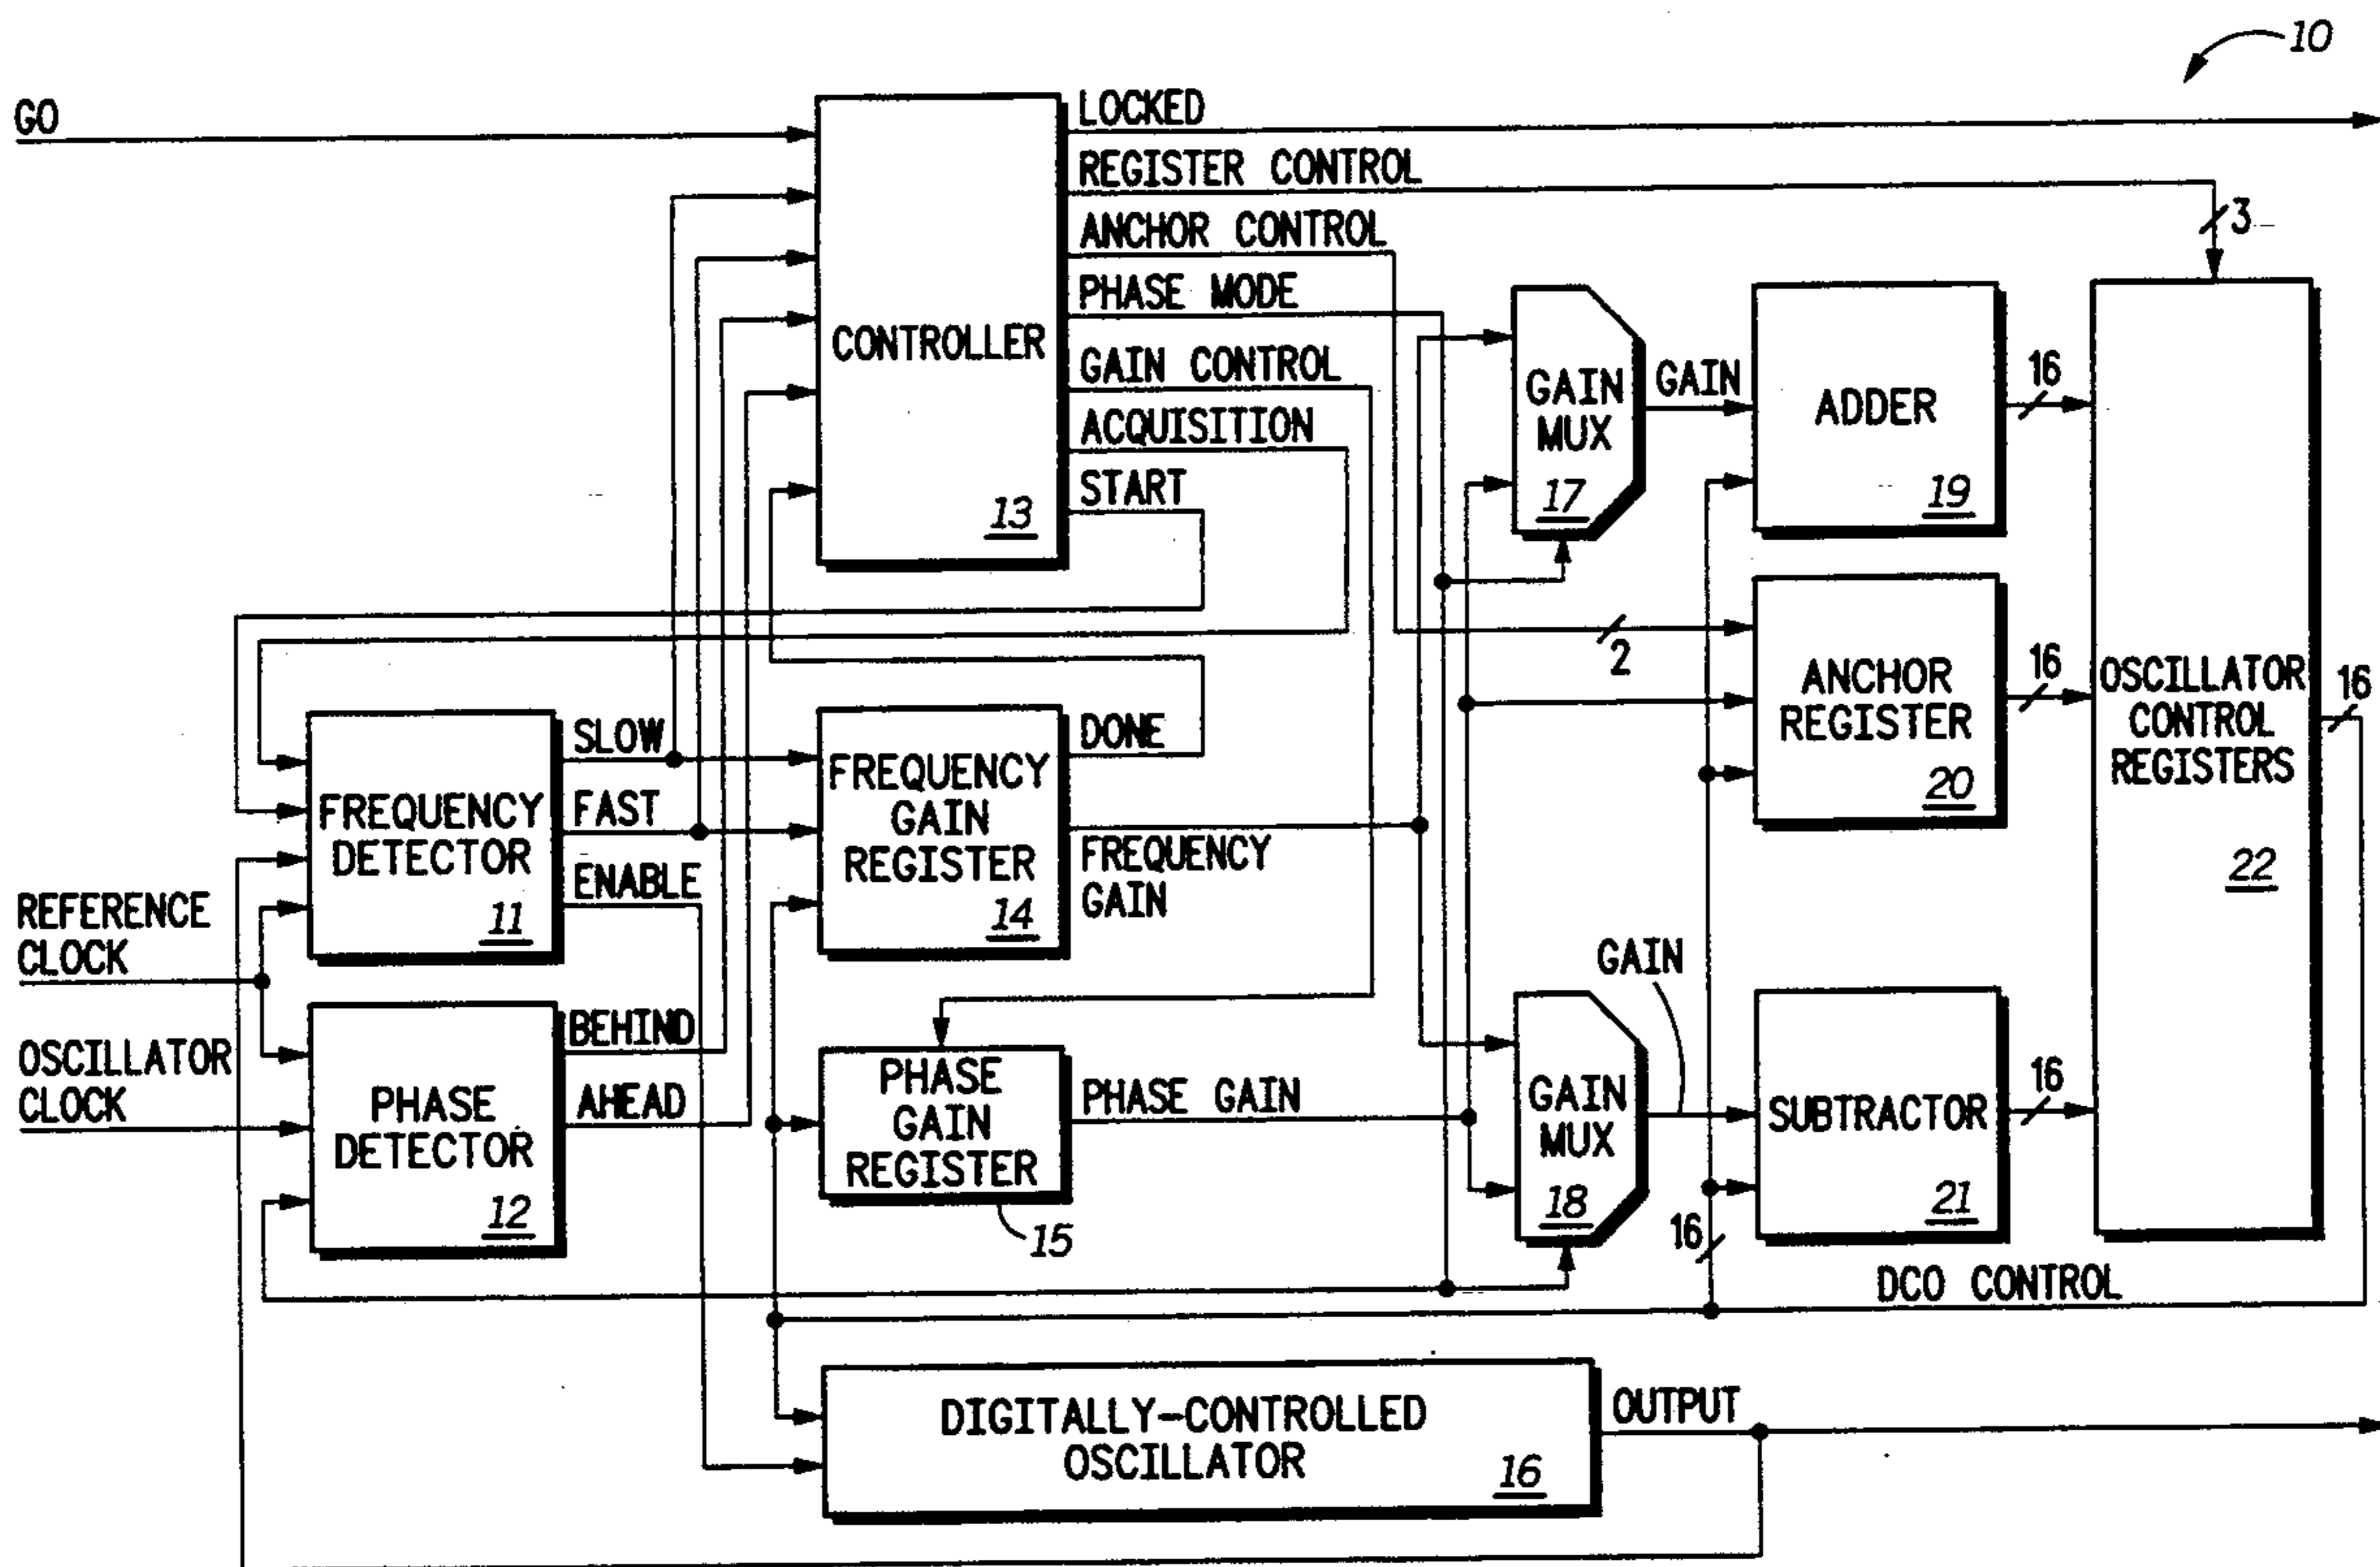 10
GO
LOCKED
REGISTER CONTROL
3
ANCHOR CONTROL
PHASE MODE
CONTROLLER
13
GAIN CONTROL
ACQUISITION
START
GAIN
MUX
17
GAIN
ADDER
19
16
2
ANCHOR
REGISTER
20
16
OSCILLATOR
CONTROL
REGISTERS
22
16
SLOW
FAST
ENABLE
FREQUENCY
DETECTOR
11
FREQUENCY
GAIN
REGISTER
14
DONE
FREQUENCY
GAIN
REFERENCE
CLOCK
OSCILLATOR
CLOCK
PHASE
DETECTOR
12
BEHIND
AHEAD
PHASE
GAIN
REGISTER
15
PHASE GAIN
GAIN
GAIN
MUX
18
SUBTRACTOR
21
16
16
DCO CONTROL
DIGITALLY-CONTROLLED
OSCILLATOR
16
OUTPUT